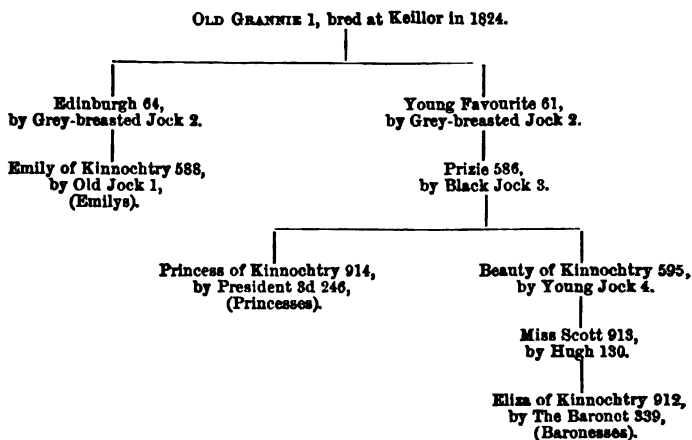 OLD GRANNIE 1, bred at Keillor in 1824.
Edinburgh 64,
by Grey-breasted Jock 2.
Young Favourite 61,
by Grey-breasted Jock 2.
Emily of Kinnochtry 588,
by Old Jock 1,
(Emilys).
Prizie 586,
by Black Jock 3.
Princess of Kinnochtry 914,
by President 3d 246,
(Princesses).
Beauty of Kinnochtry 595,
by Young Jock 4.
Miss Scott 913,
by Hugh 130.
Eliza of Kinnochtry 912,
by The Baronet 339,
(Baronesses).